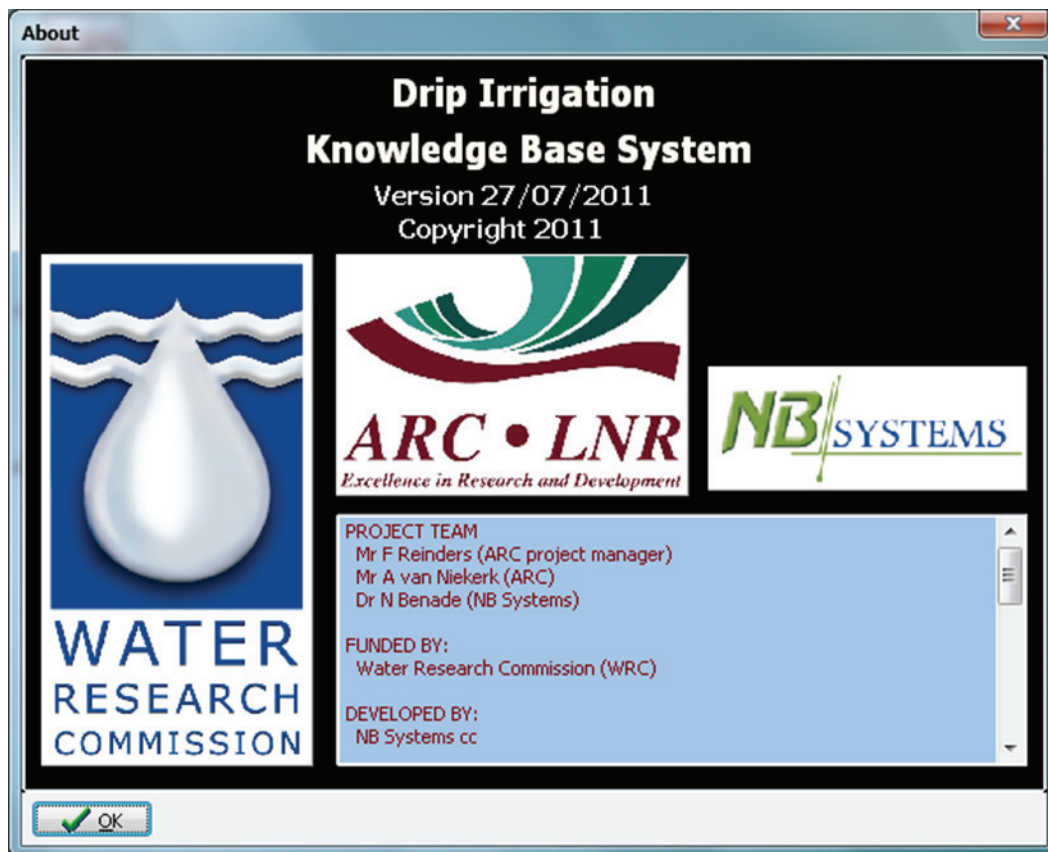 About
Drip Irrigation
Knowledge Base System
Version 27/07/2011
Copyright 2011
WATER
RESEARCH
COMMISSION
ARC • LNR
Excellence in Research and Development
NB SYSTEMS
PROJECT TEAM
Mr F Reinders (ARC project manager)
Mr A van Niekerk (ARC)
Dr N Benade (NB Systems)
FUNDED BY:
Water Research Commission (WRC)
DEVELOPED BY:
NB Systems cc
OK